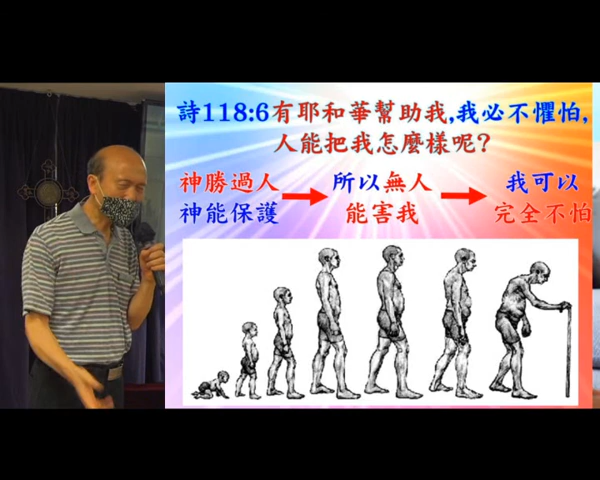 詩118:6有耶和華幫助我,我必不懼怕,
人能把我怎麼樣呢?
神勝過人
神能保護
所以無人
能害我
我可以
完全不怕